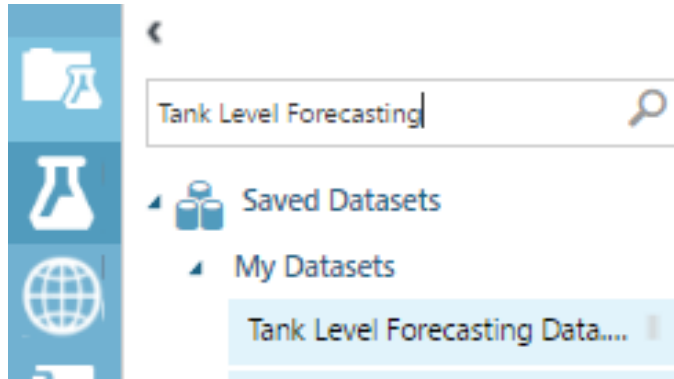 Tank Level Forecasting
Saved Datasets
My Datasets
Tank Level Forecasting Data....